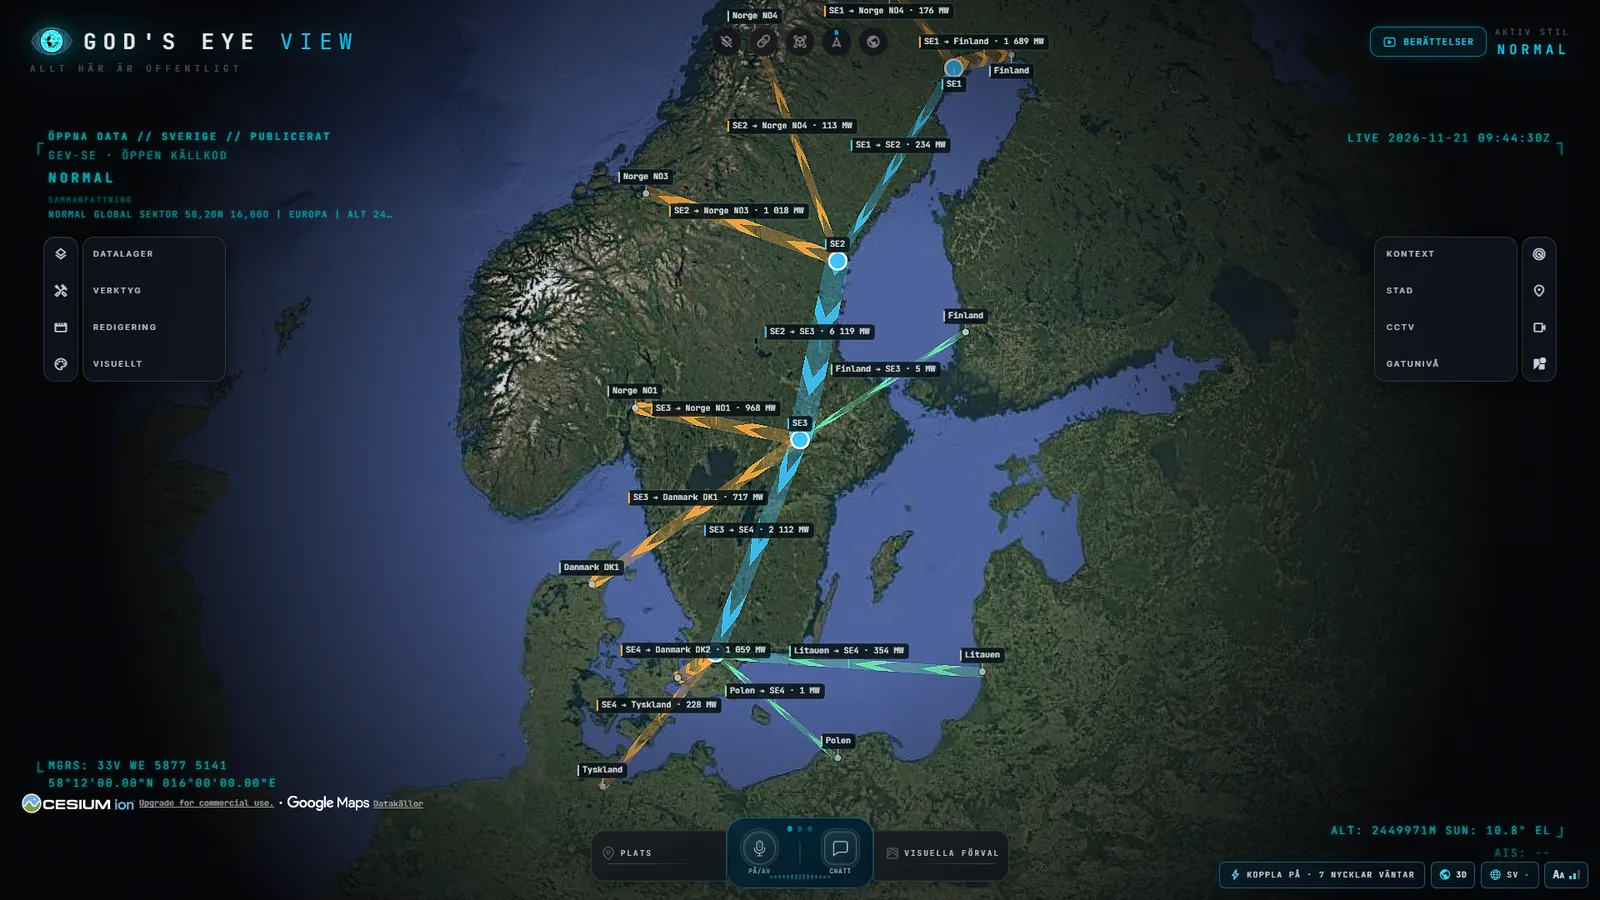 GOD'S EYE VIEW
ALLT HÄR ÄR OFFENTLIGT
BERÄTTELSER
AKTIV STIL
NORMAL
ÖPPNA DATA // SVERIGE // PUBLICERAT
GEV-SE · ÖPPEN KÄLLKOD
NORMAL
SAMMANFATTNING
NORMAL GLOBAL SEKTOR 58,20N 16,00O | EUROPA | ALT 24…
LIVE 2026-11-21 09:44:30Z
DATALAGER
VERKTYG
REDIGERING
VISUELLT
KONTEXT
STAD
CCTV
GATUNIVÅ
Norge NO4
N
SE1 → Norge NO4 · 176 MW
SE1 → Finland · 1 689 MW
Finland
SE1
SE2 → Norge NO4 · 113 MW
SE1 → SE2 · 234 MW
Norge NO3
SE2 → Norge NO3 · 1 018 MW
SE2
Finland
SE2 → SE3 · 6 119 MW
Finland → SE3 · 5 MW
Norge NO1
SE3 → Norge NO1 · 968 MW
SE3
SE3 → Danmark DK1 · 717 MW
SE3 → SE4 · 2 112 MW
Danmark DK1
SE4 → Danmark DK2 · 1 059 MW
Litauen → SE4 · 354 MW
Litauen
Polen → SE4 · 1 MW
SE4 → Tyskland · 228 MW
Polen
Tyskland
MGRS: 33V WE 5877 5141
58°12'00.00"N 016°00'00.00"E
CESIUM ion Upgrade for commercial use. · Google Maps Datakällor
PLATS
PÅ/AV
CHATT
VISUELLA FÖRVAL
ALT: 2449971M SUN: 10.8° EL
AIS: --
KOPPLA PÅ · 7 NYCKLAR VÄNTAR
3D
SV
AA